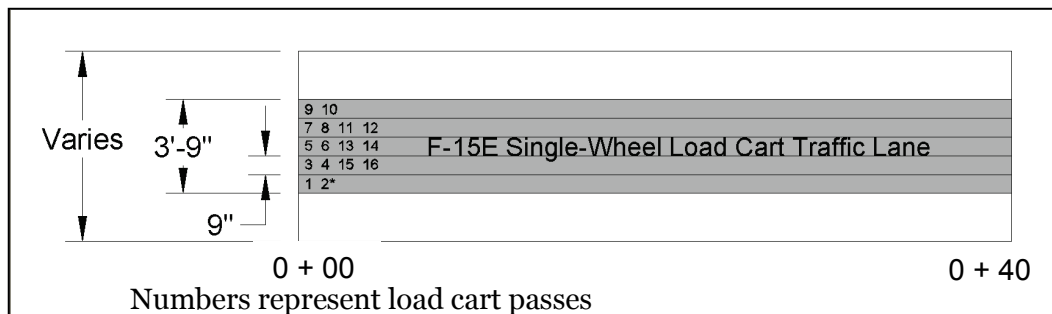 9 10
7 8 11 12
Varies 3'-9" 5 6 13 14 F-15E Single-Wheel Load Cart Traffic Lane
3 4 15 16
1 2*
9"
0 + 00 0 + 40
Numbers represent load cart passes